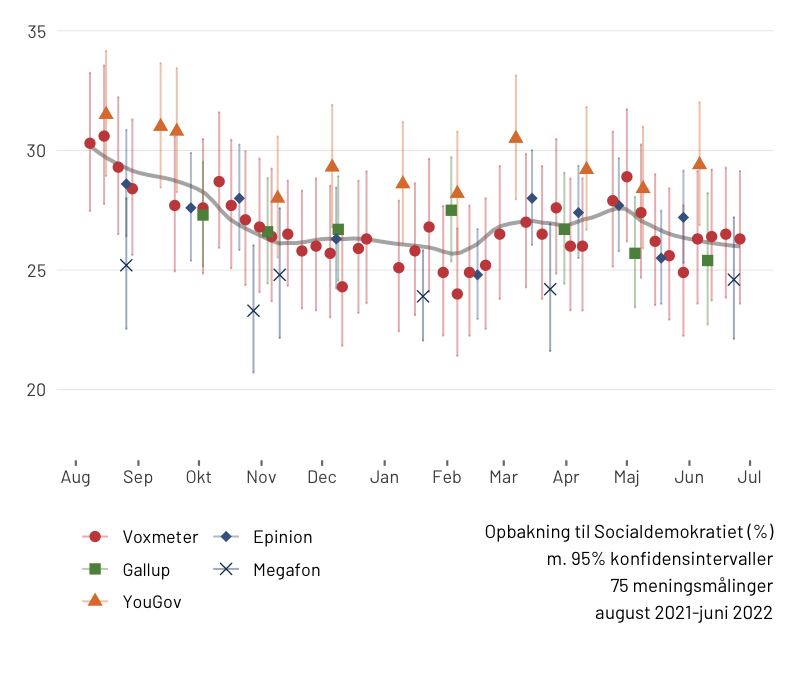 35
30
25
20
Aug Sep Okt Nov Dec Jan Feb Mar Apr Maj Jun Jul
Voxmeter Epinion
Gallup Megafon
YouGov
Opbakning til Socialdemokratiet (%)
m. 95% konfidensintervaller
75 meningsmålinger
august 2021-juni 2022